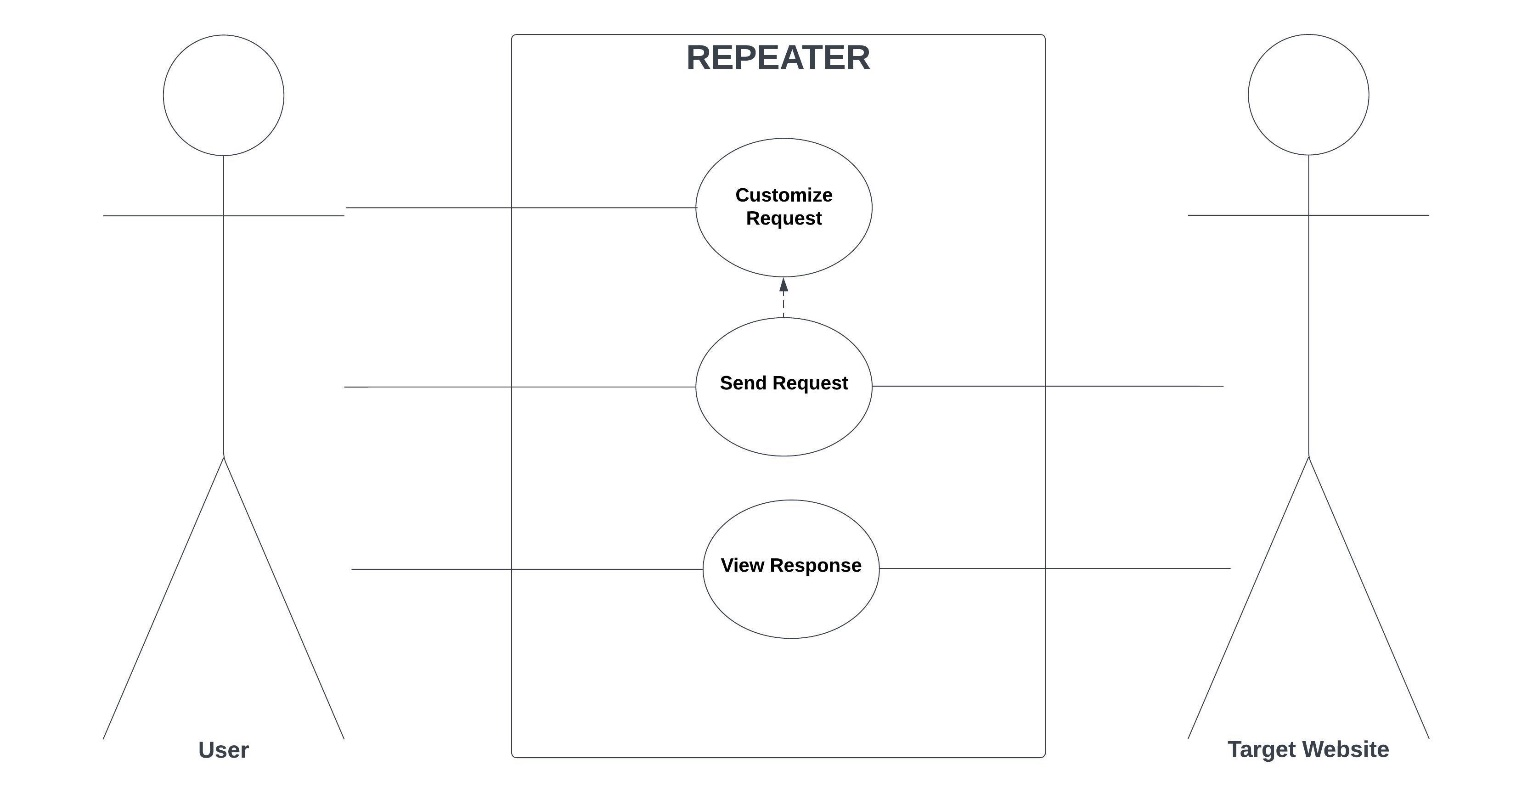 REPEATER
Customize
Request
Send Request
View Response
User
Target Website